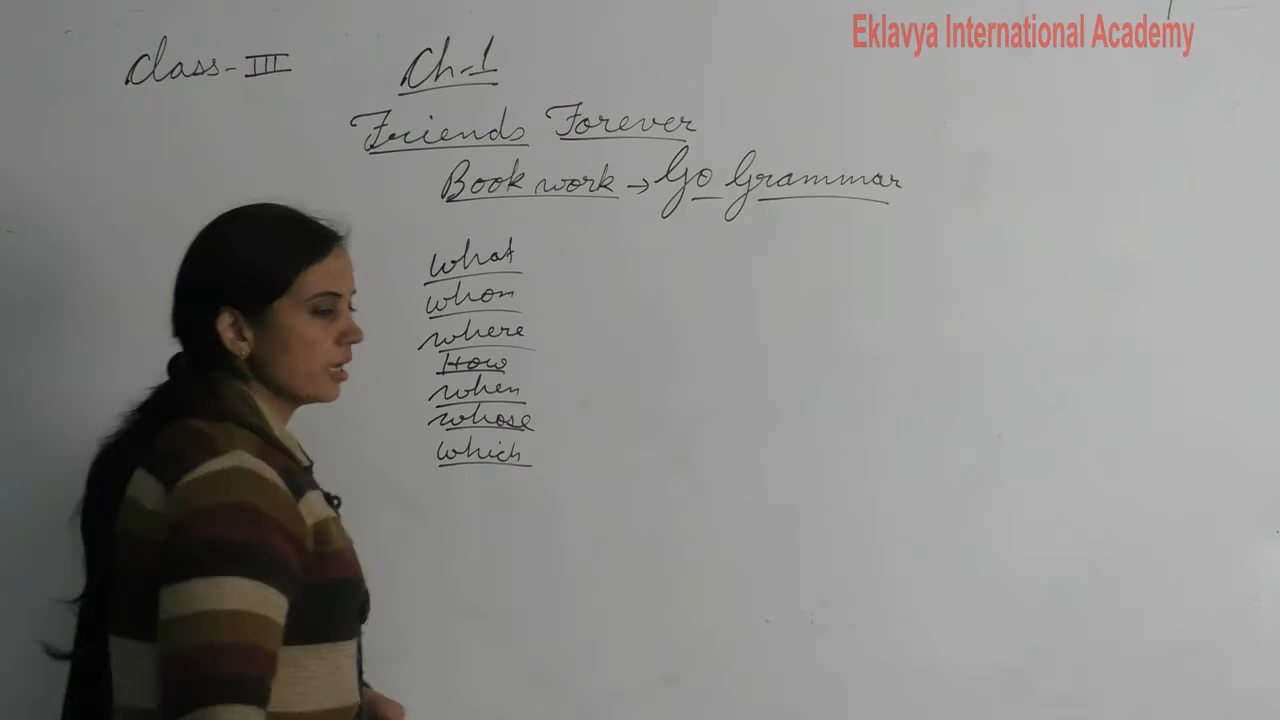 Eklavya International Academy
Class-III Ch-1
Friends Forever
Book work → Go Grammar
what
whom
where
How
when
whose
which